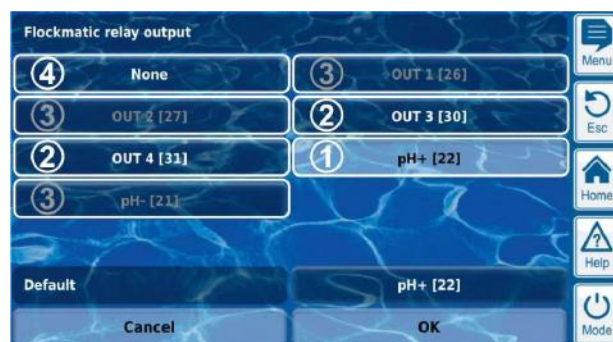 Flockmatic relay output
4 None
3 OUT 1 [26]
3 OUT 2 [27]
2 OUT 3 [30]
2 OUT 4 [31]
1 pH+ [22]
3 pH- [21]
Default pH+ [22]
Cancel OK
Menu
Esc
Home
? Help
Mode